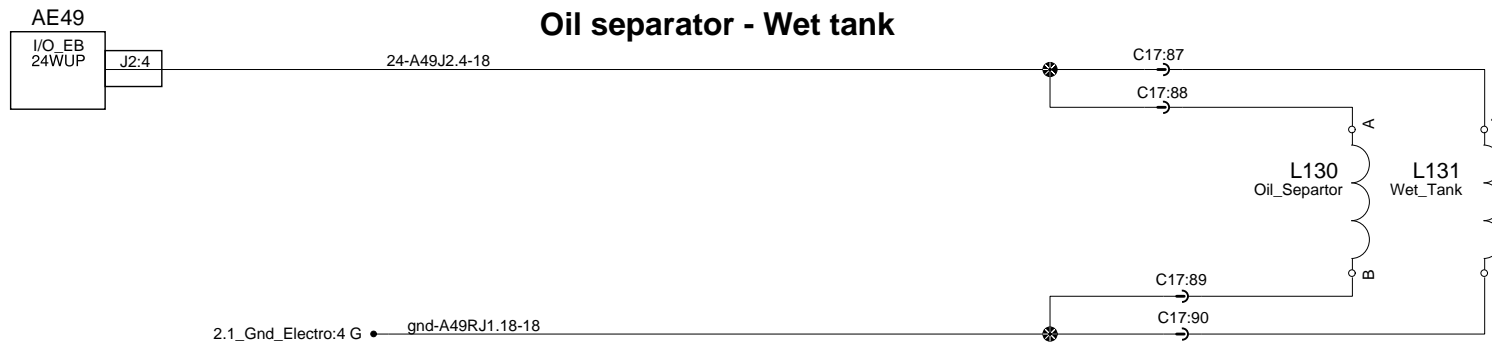 Oil separator - Wet tank
AE49
I/O_EB
24WUP
J2:4
24-A49J2.4-18
C17:87
C17:88
A
L130
Oil_Separtor
L131
Wet_Tank
B
C17:89
C17:90
2.1_Gnd_Electro:4 G
gnd-A49RJ1.18-18